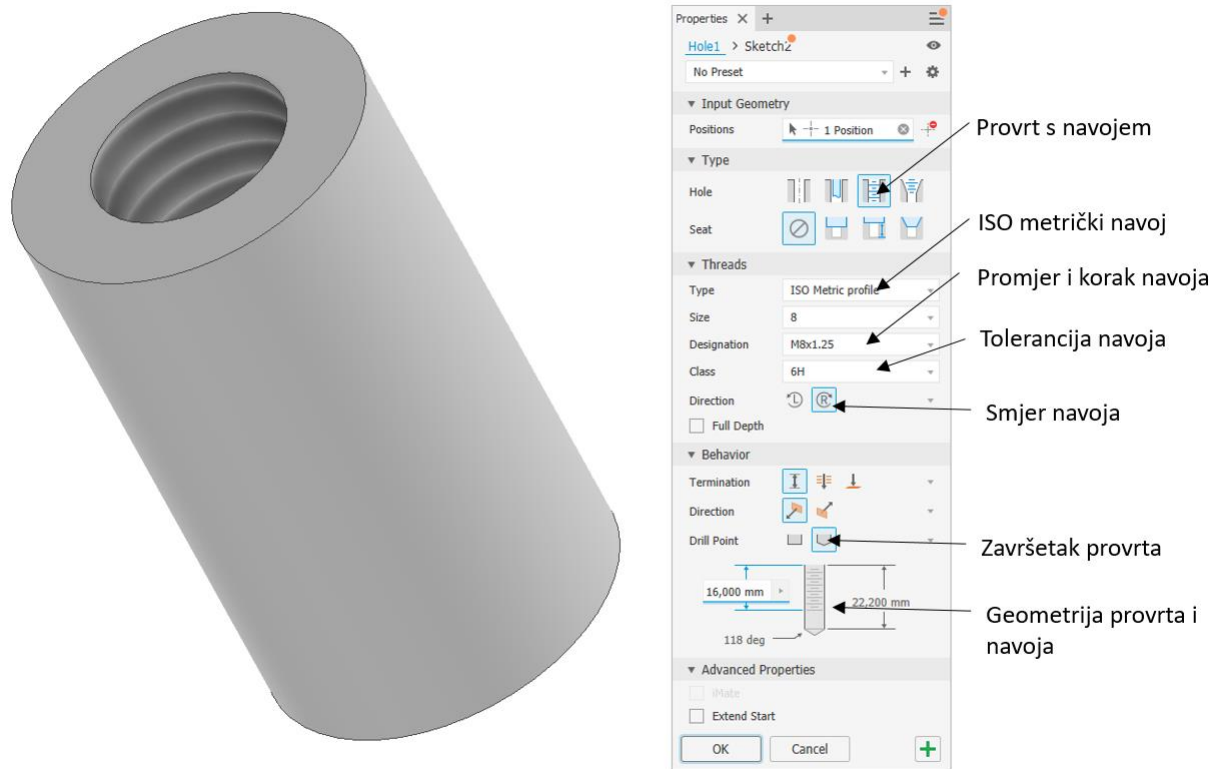 Properties
Hole1 > Sketch2
No Preset
Input Geometry
Positions 1 Position
Provrt s navojem
Type
Hole
Seat
ISO metrički navoj
Threads
Type ISO Metric profile
Promjer i korak navoja
Size 8
Designation M8x1.25
Tolerancija navoja
Class 6H
Direction L R
Smjer navoja
Full Depth
Behavior
Termination
Direction
Drill Point
Završetak provrta
16,000 mm
22,200 mm
118 deg
Geometrija provrta i
navoja
Advanced Properties
iMate
Extend Start
OK Cancel